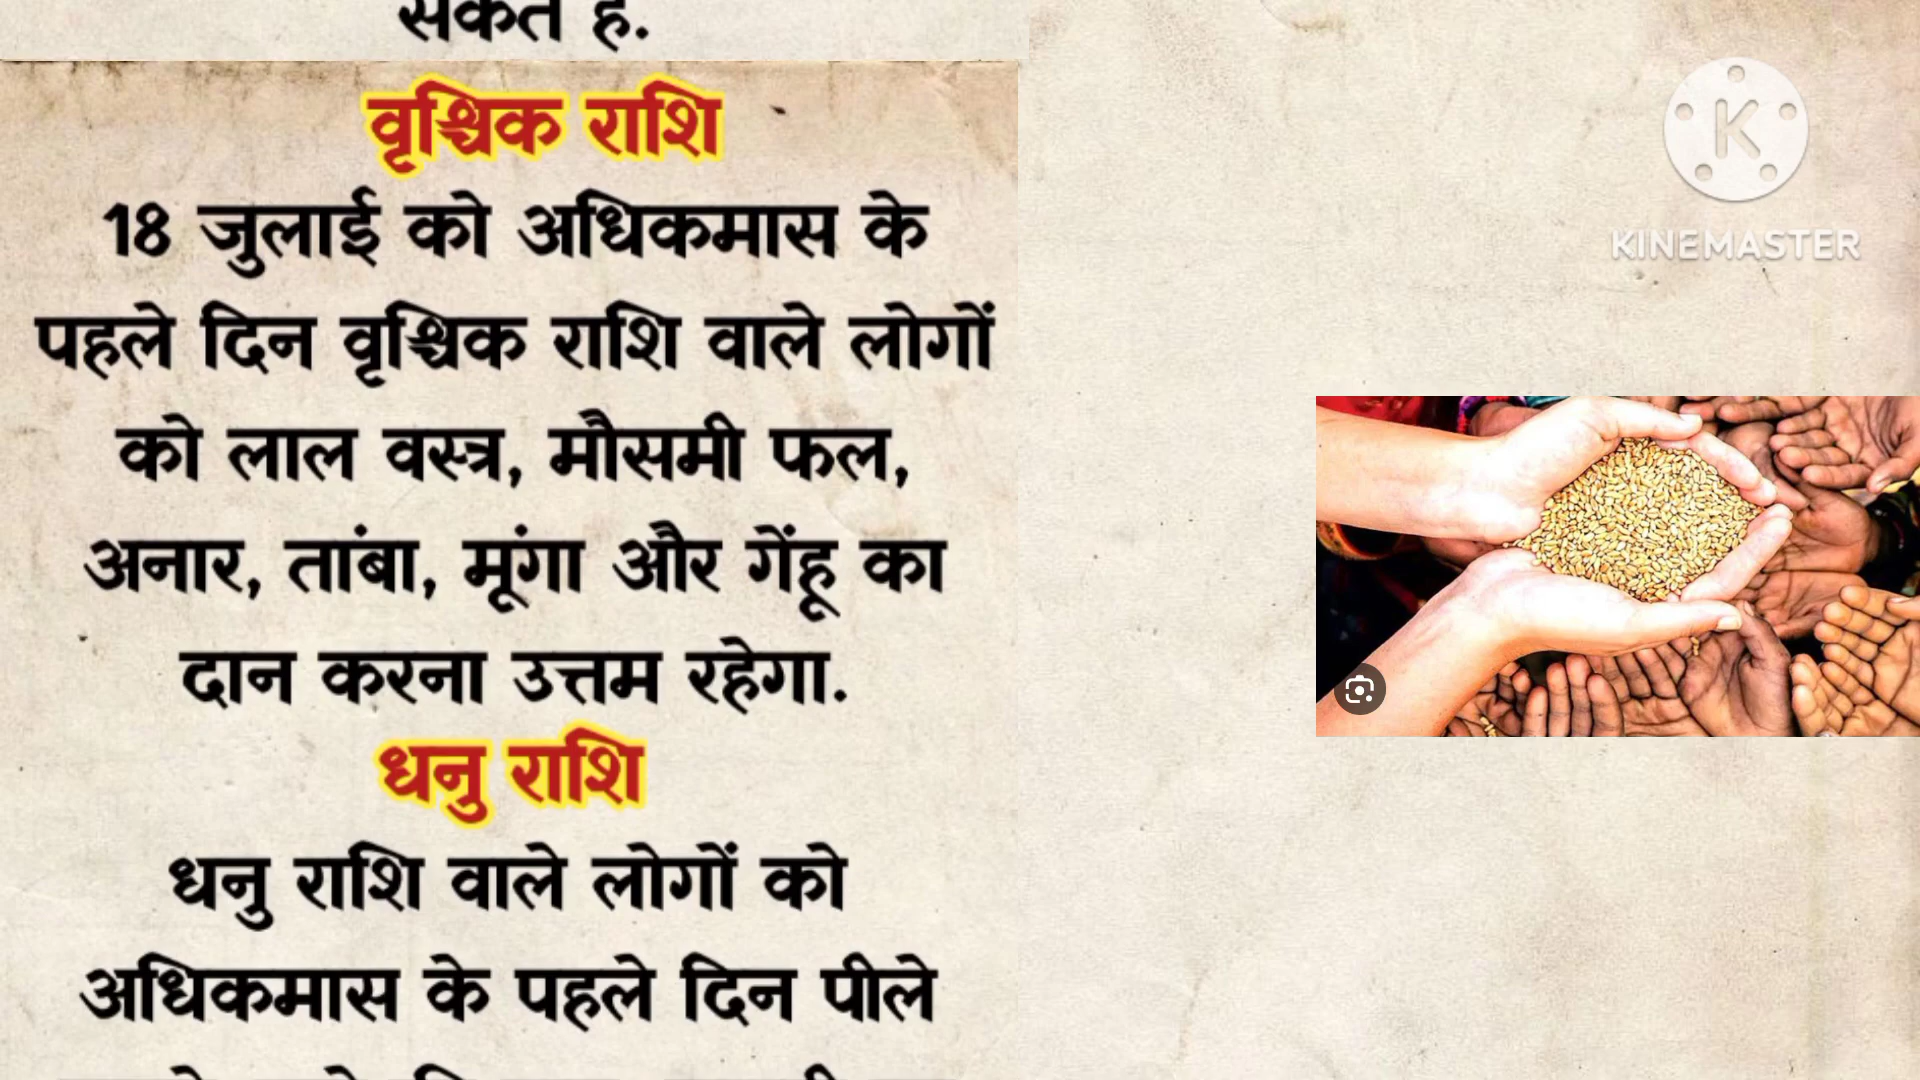 सकते हैं.
वृश्चिक राशि
18 जुलाई को अधिकमास के
पहले दिन वृश्चिक राशि वाले लोगों
को लाल वस्त्र, मौसमी फल,
अनार, तांबा, मूंगा और गेंहू का
दान करना उत्तम रहेगा.
धनु राशि
धनु राशि वाले लोगों को
अधिकमास के पहले दिन पीले
K
KINEMASTER